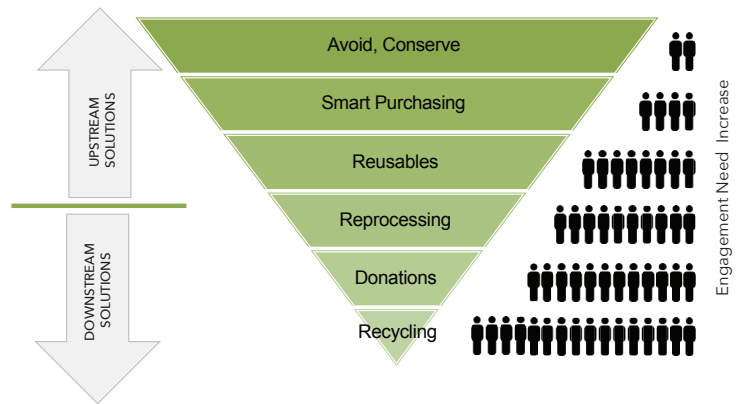 Avoid, Conserve
Smart Purchasing
Reusables
Reprocessing
Donations
Recycling
UPSTREAM
SOLUTIONS
DOWNSTREAM
SOLUTIONS
Engagement Need Increase